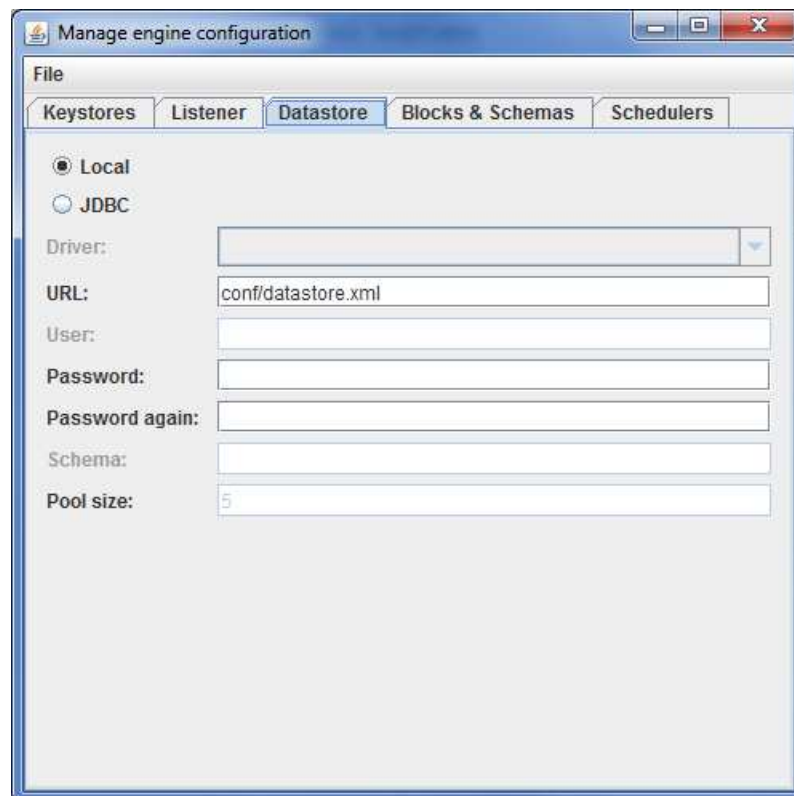 Manage engine configuration
File
Keystores Listener Datastore Blocks & Schemas Schedulers
Local
JDBC
Driver:
URL: conf/datastore.xml
User:
Password:
Password again:
Schema:
Pool size: 5